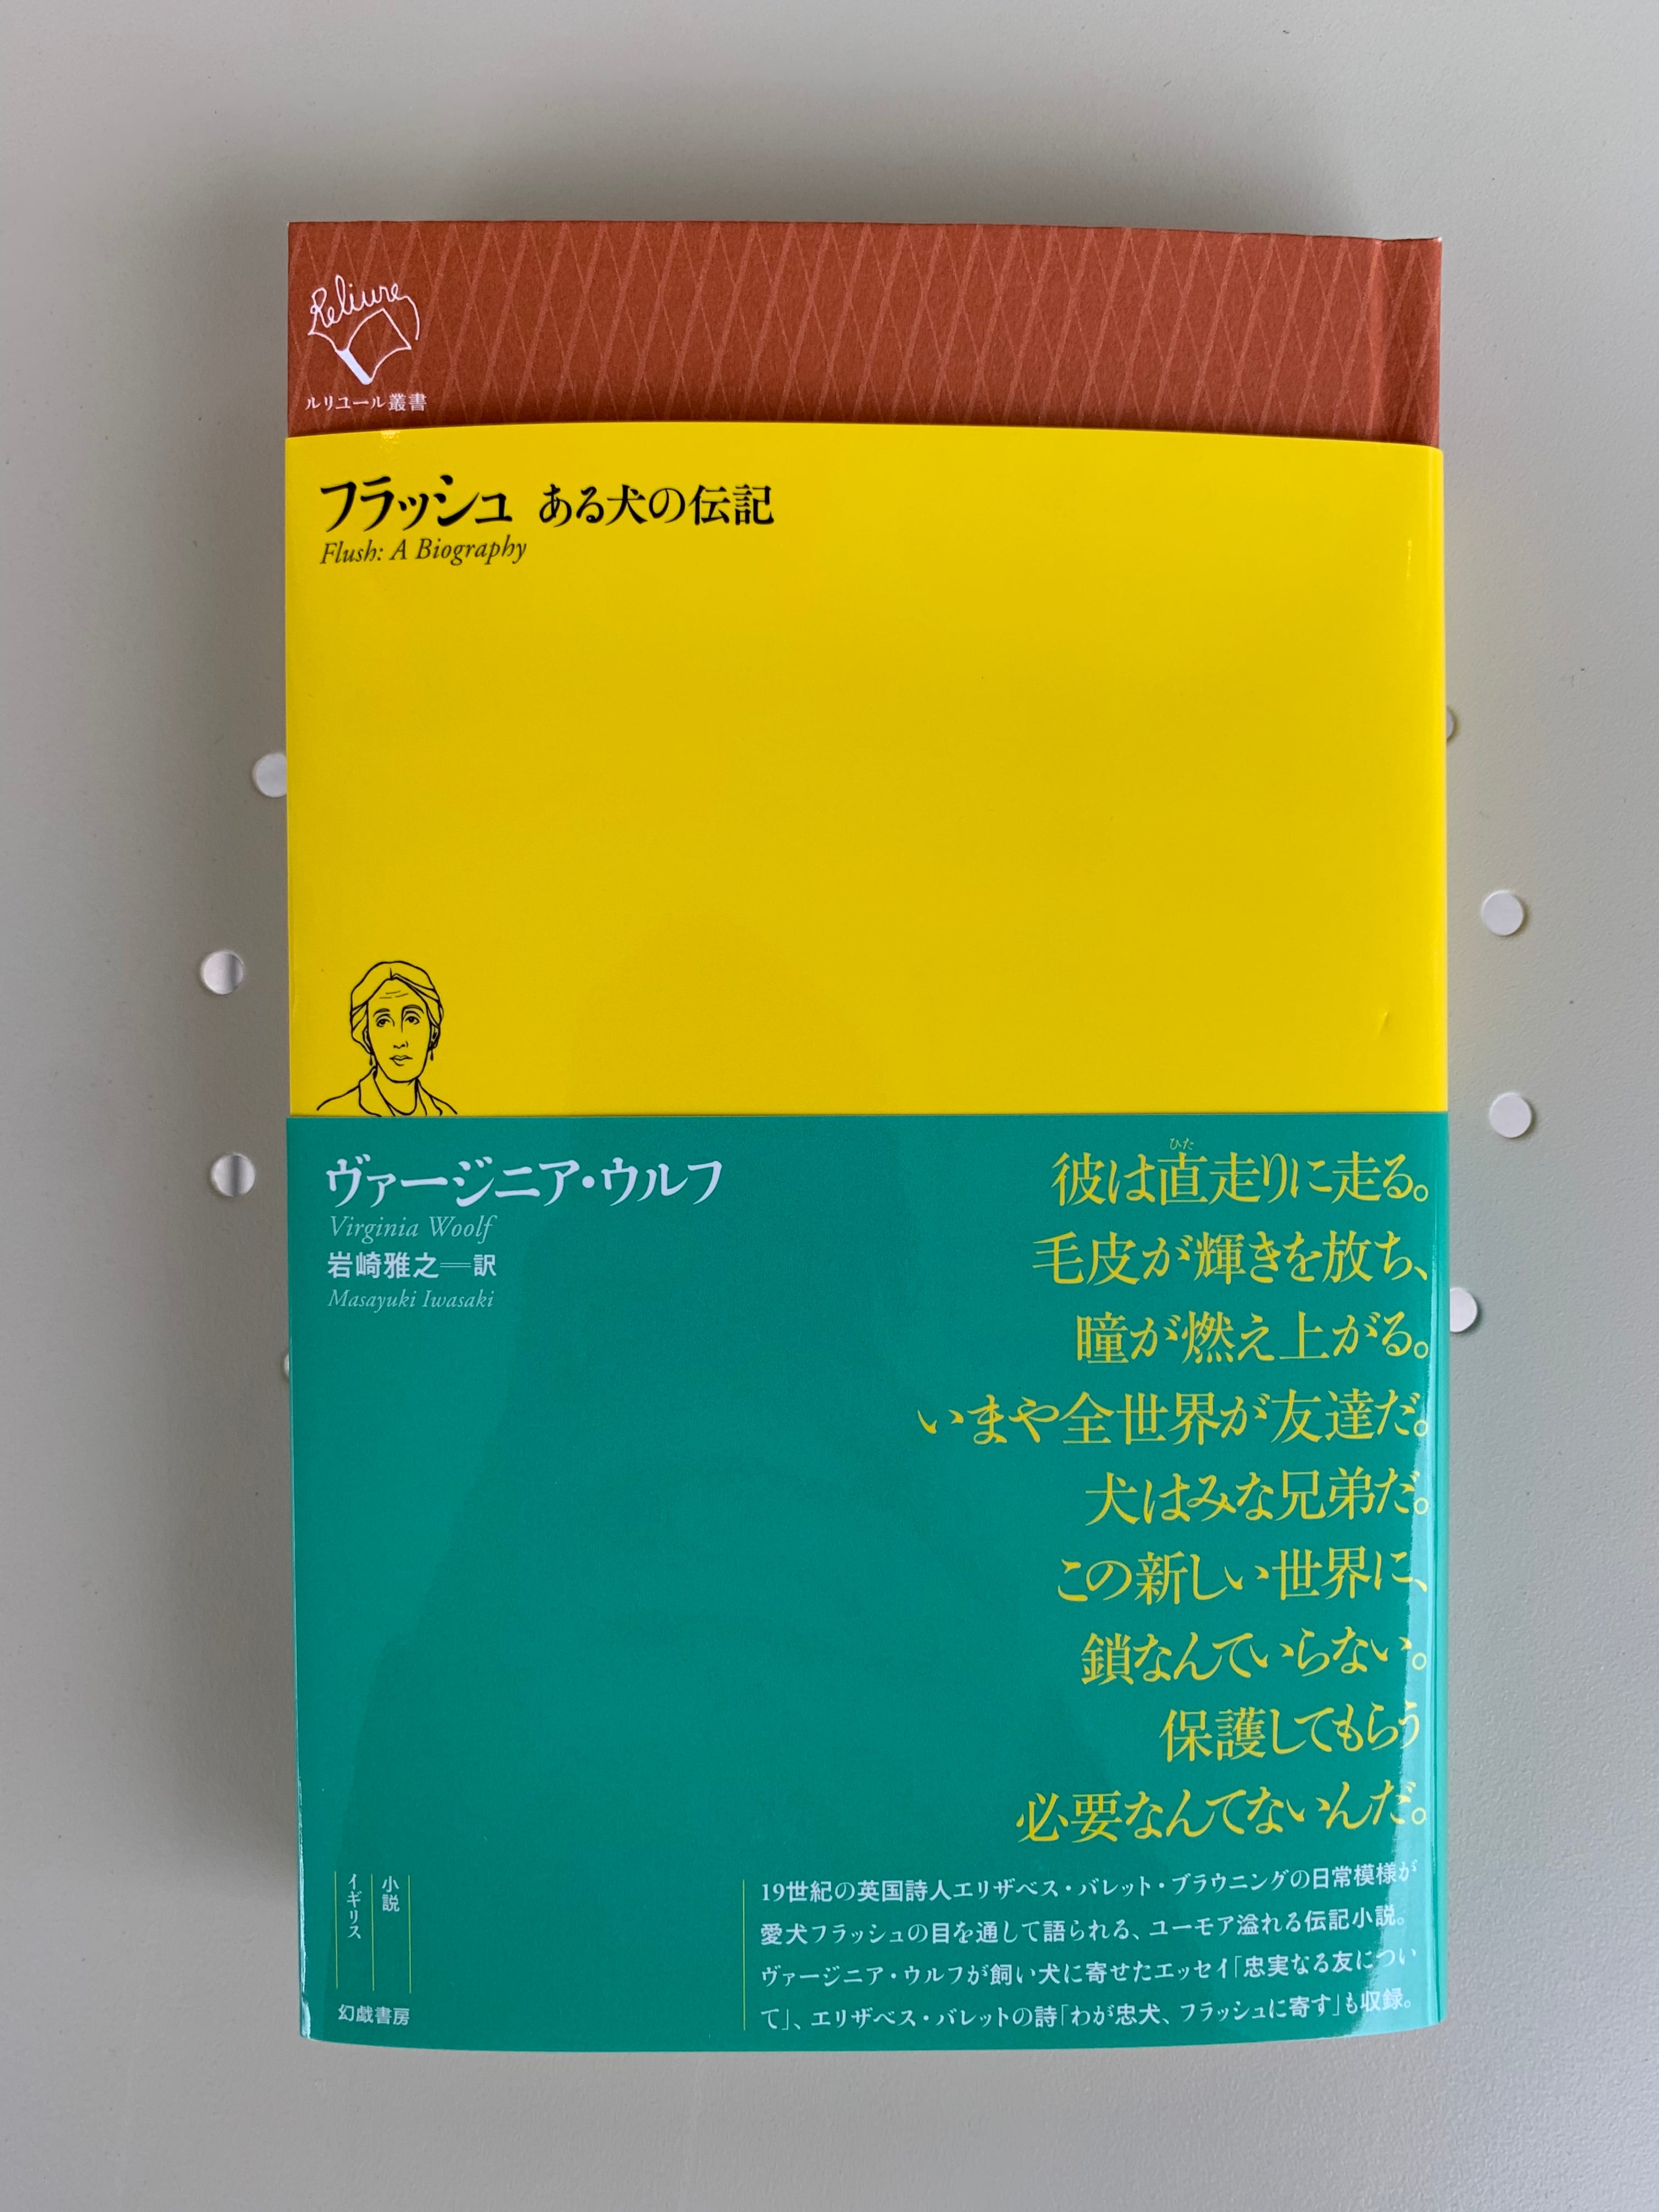 Reliure
ルリユール叢書
フラッシュ ある犬の伝記
Flush: A Biography
ヴァージニア・ウルフ
Virginia Woolf
岩崎雅之──訳
Masayuki Iwasaki
ひた
彼は直走りに走る。
毛皮が輝きを放ち、
瞳が燃え上がる。
いまや全世界が友達だ。
犬はみな兄弟だ。
この新しい世界に、
鎖なんていらない。
保護してもらう
必要なんてないんだ。
小説
イギリス
幻戯書房
19世紀の英国詩人エリザベス・バレット・ブラウニングの日常模様が
愛犬フラッシュの目を通して語られる、ユーモア溢れる伝記小説。
ヴァージニア・ウルフが飼い犬に寄せたエッセイ「忠実なる友につい
て」、エリザベス・バレットの詩「わが忠犬、フラッシュに寄す」も収録。